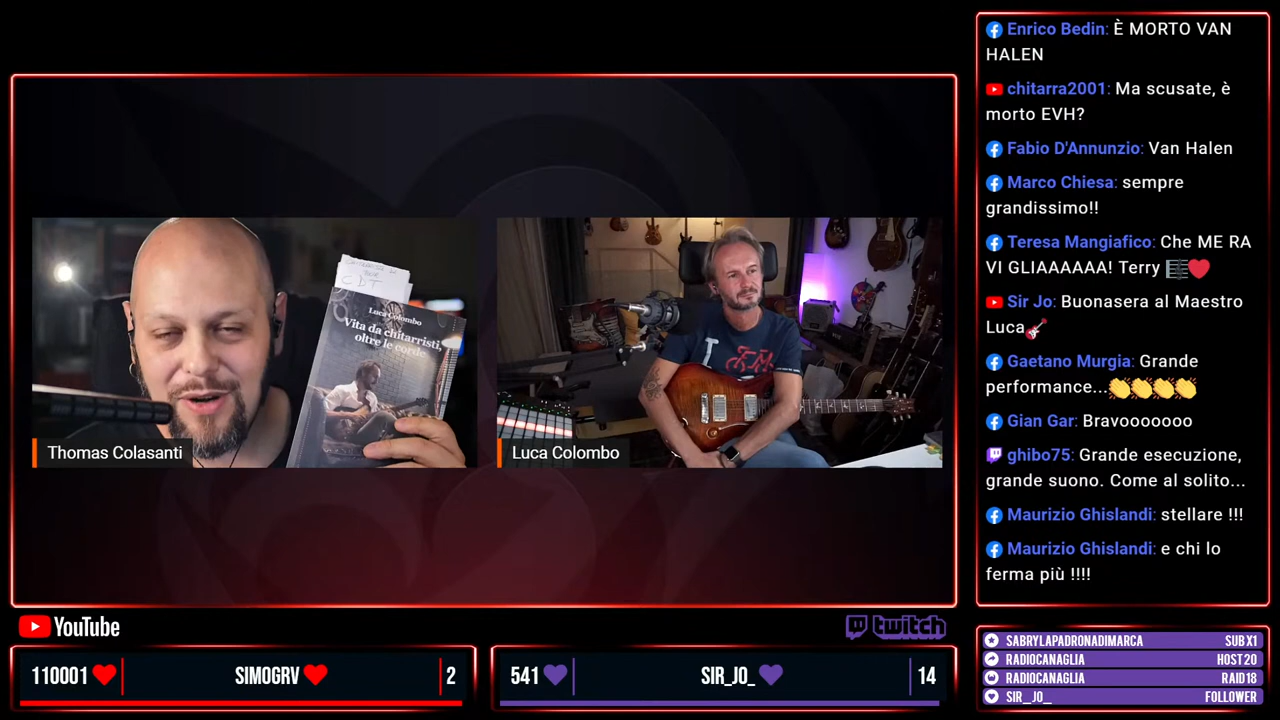 Enrico Bedin: È MORTO VAN
HALEN
chitarra2001: Ma scusate, è
morto EVH?
Fabio D'Annunzio: Van Halen
Marco Chiesa: sempre
grandissimo!!
Teresa Mangiafico: Che ME RA
VI GLIAAAAAA! Terry 🎼❤️
Sir Jo: Buonasera al Maestro
Luca🎸
Gaetano Murgia: Grande
performance...👏👏👏👏
Gian Gar: Bravooooooo
ghibo75: Grande esecuzione,
grande suono. Come al solito...
Maurizio Ghislandi: stellare !!!
Maurizio Ghislandi: e chi lo
ferma più !!!!
CDT
Luca Colombo
Vita da chitarristi,
oltre le corde
Thomas Colasanti
Luca Colombo
YouTube
twitch
110001 SIMOGRV 2
541 SIR_JO_ 14
SABRYLAPADRONADIMARCA SUB X1
RADIOCANAGLIA HOST 20
RADIOCANAGLIA RAID 18
SIR_JO_ FOLLOWER